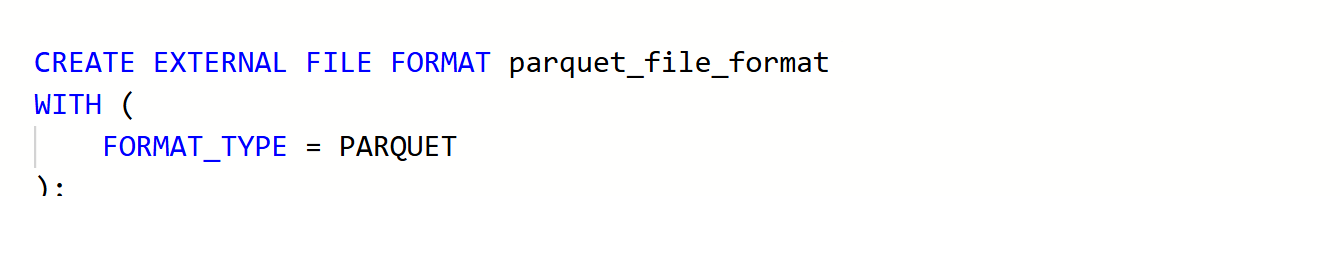 CREATE EXTERNAL FILE FORMAT parquet_file_format
WITH (
    FORMAT_TYPE = PARQUET
);